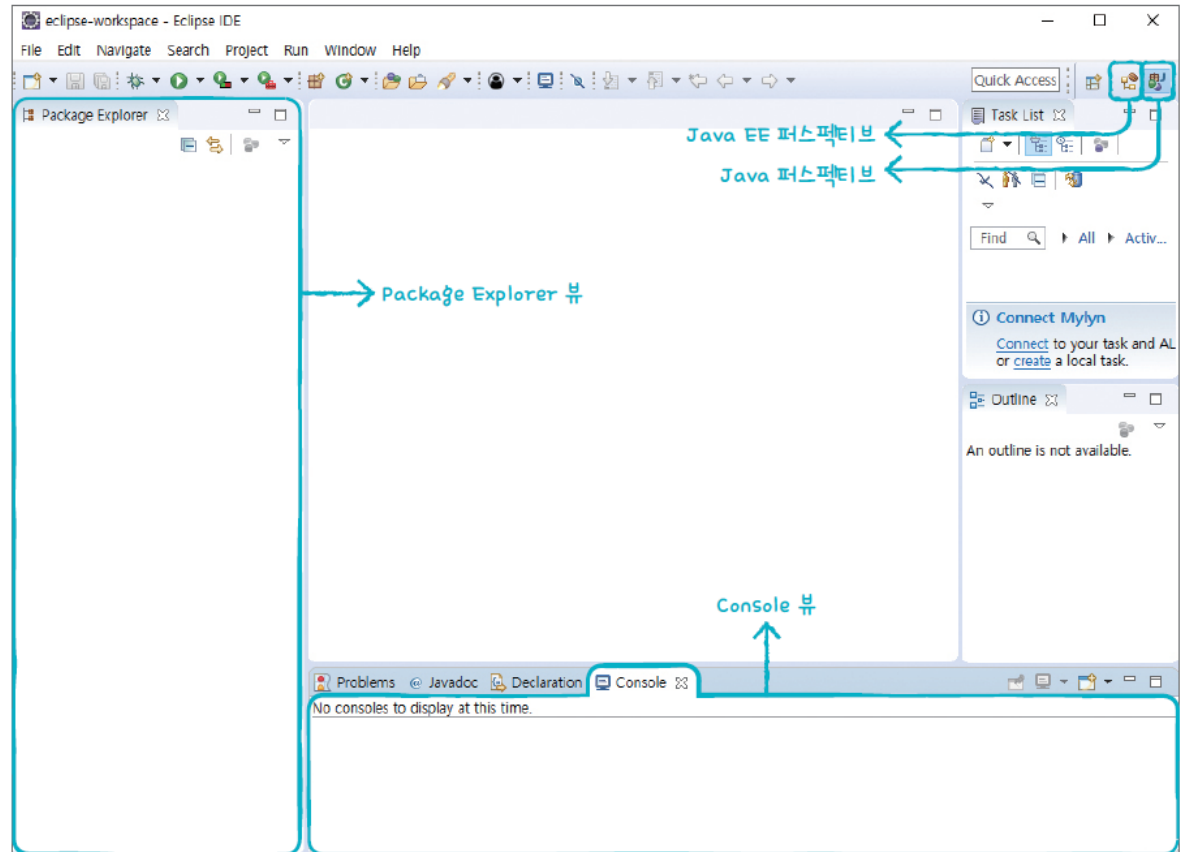 eclipse-workspace - Eclipse IDE
File Edit Navigate Search Project Run Window Help
Quick Access
Package Explorer
Task List
Java EE 퍼스펙티브
Java 퍼스펙티브
Find All Activ...
Package Explorer 뷰
Connect Mylyn
Connect to your task and AL
or create a local task.
Outline
An outline is not available.
Console 뷰
Problems @ Javadoc Declaration Console
No consoles to display at this time.